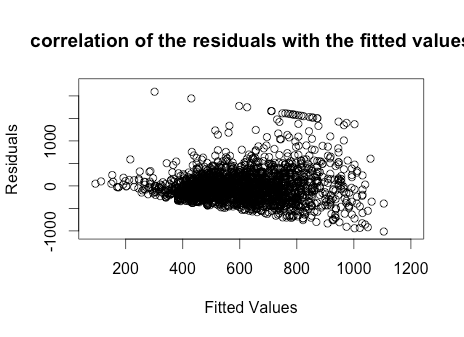 correlation of the residuals with the fitted values
Residuals
1000
0
-1000
200 400 600 800 1000 1200
Fitted Values